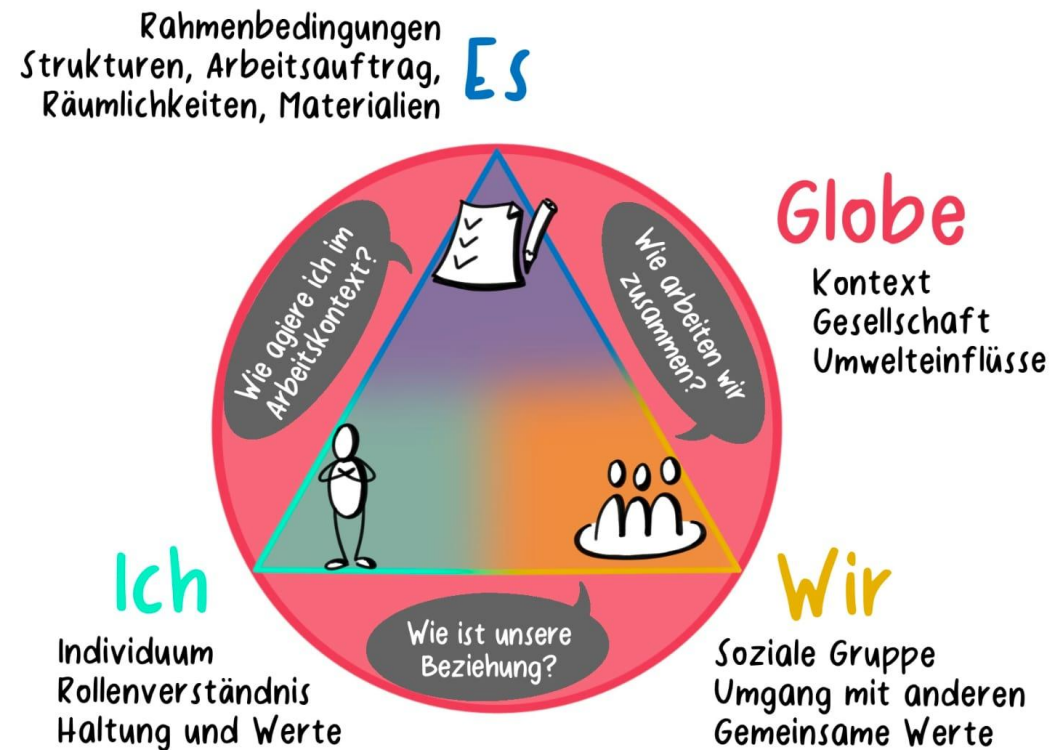 Rahmenbedingungen
Strukturen, Arbeitsauftrag,
Räumlichkeiten, Materialien
Es
Globe
Kontext
Gesellschaft
Umwelteinflüsse
Wie agiere ich im
Arbeitskontext?
Wie arbeiten wir
zusammen?
Wie ist unsere
Beziehung?
Ich
Individuum
Rollenverständnis
Haltung und Werte
Wir
Soziale Gruppe
Umgang mit anderen
Gemeinsame Werte